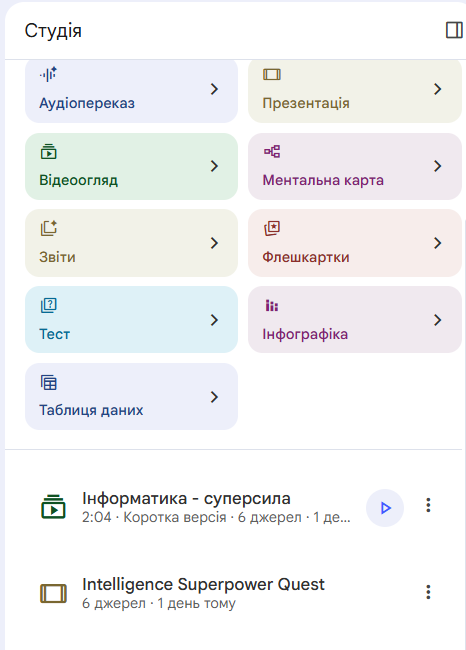 Студія
Аудіопереказ
Презентація
Відеоогляд
Ментальна карта
Звіти
Флешкартки
Тест
Інфографіка
Таблиця даних
Інформатика - суперсила
2:04 · Коротка версія · 6 джерел · 1 де...
Intelligence Superpower Quest
6 джерел · 1 день тому